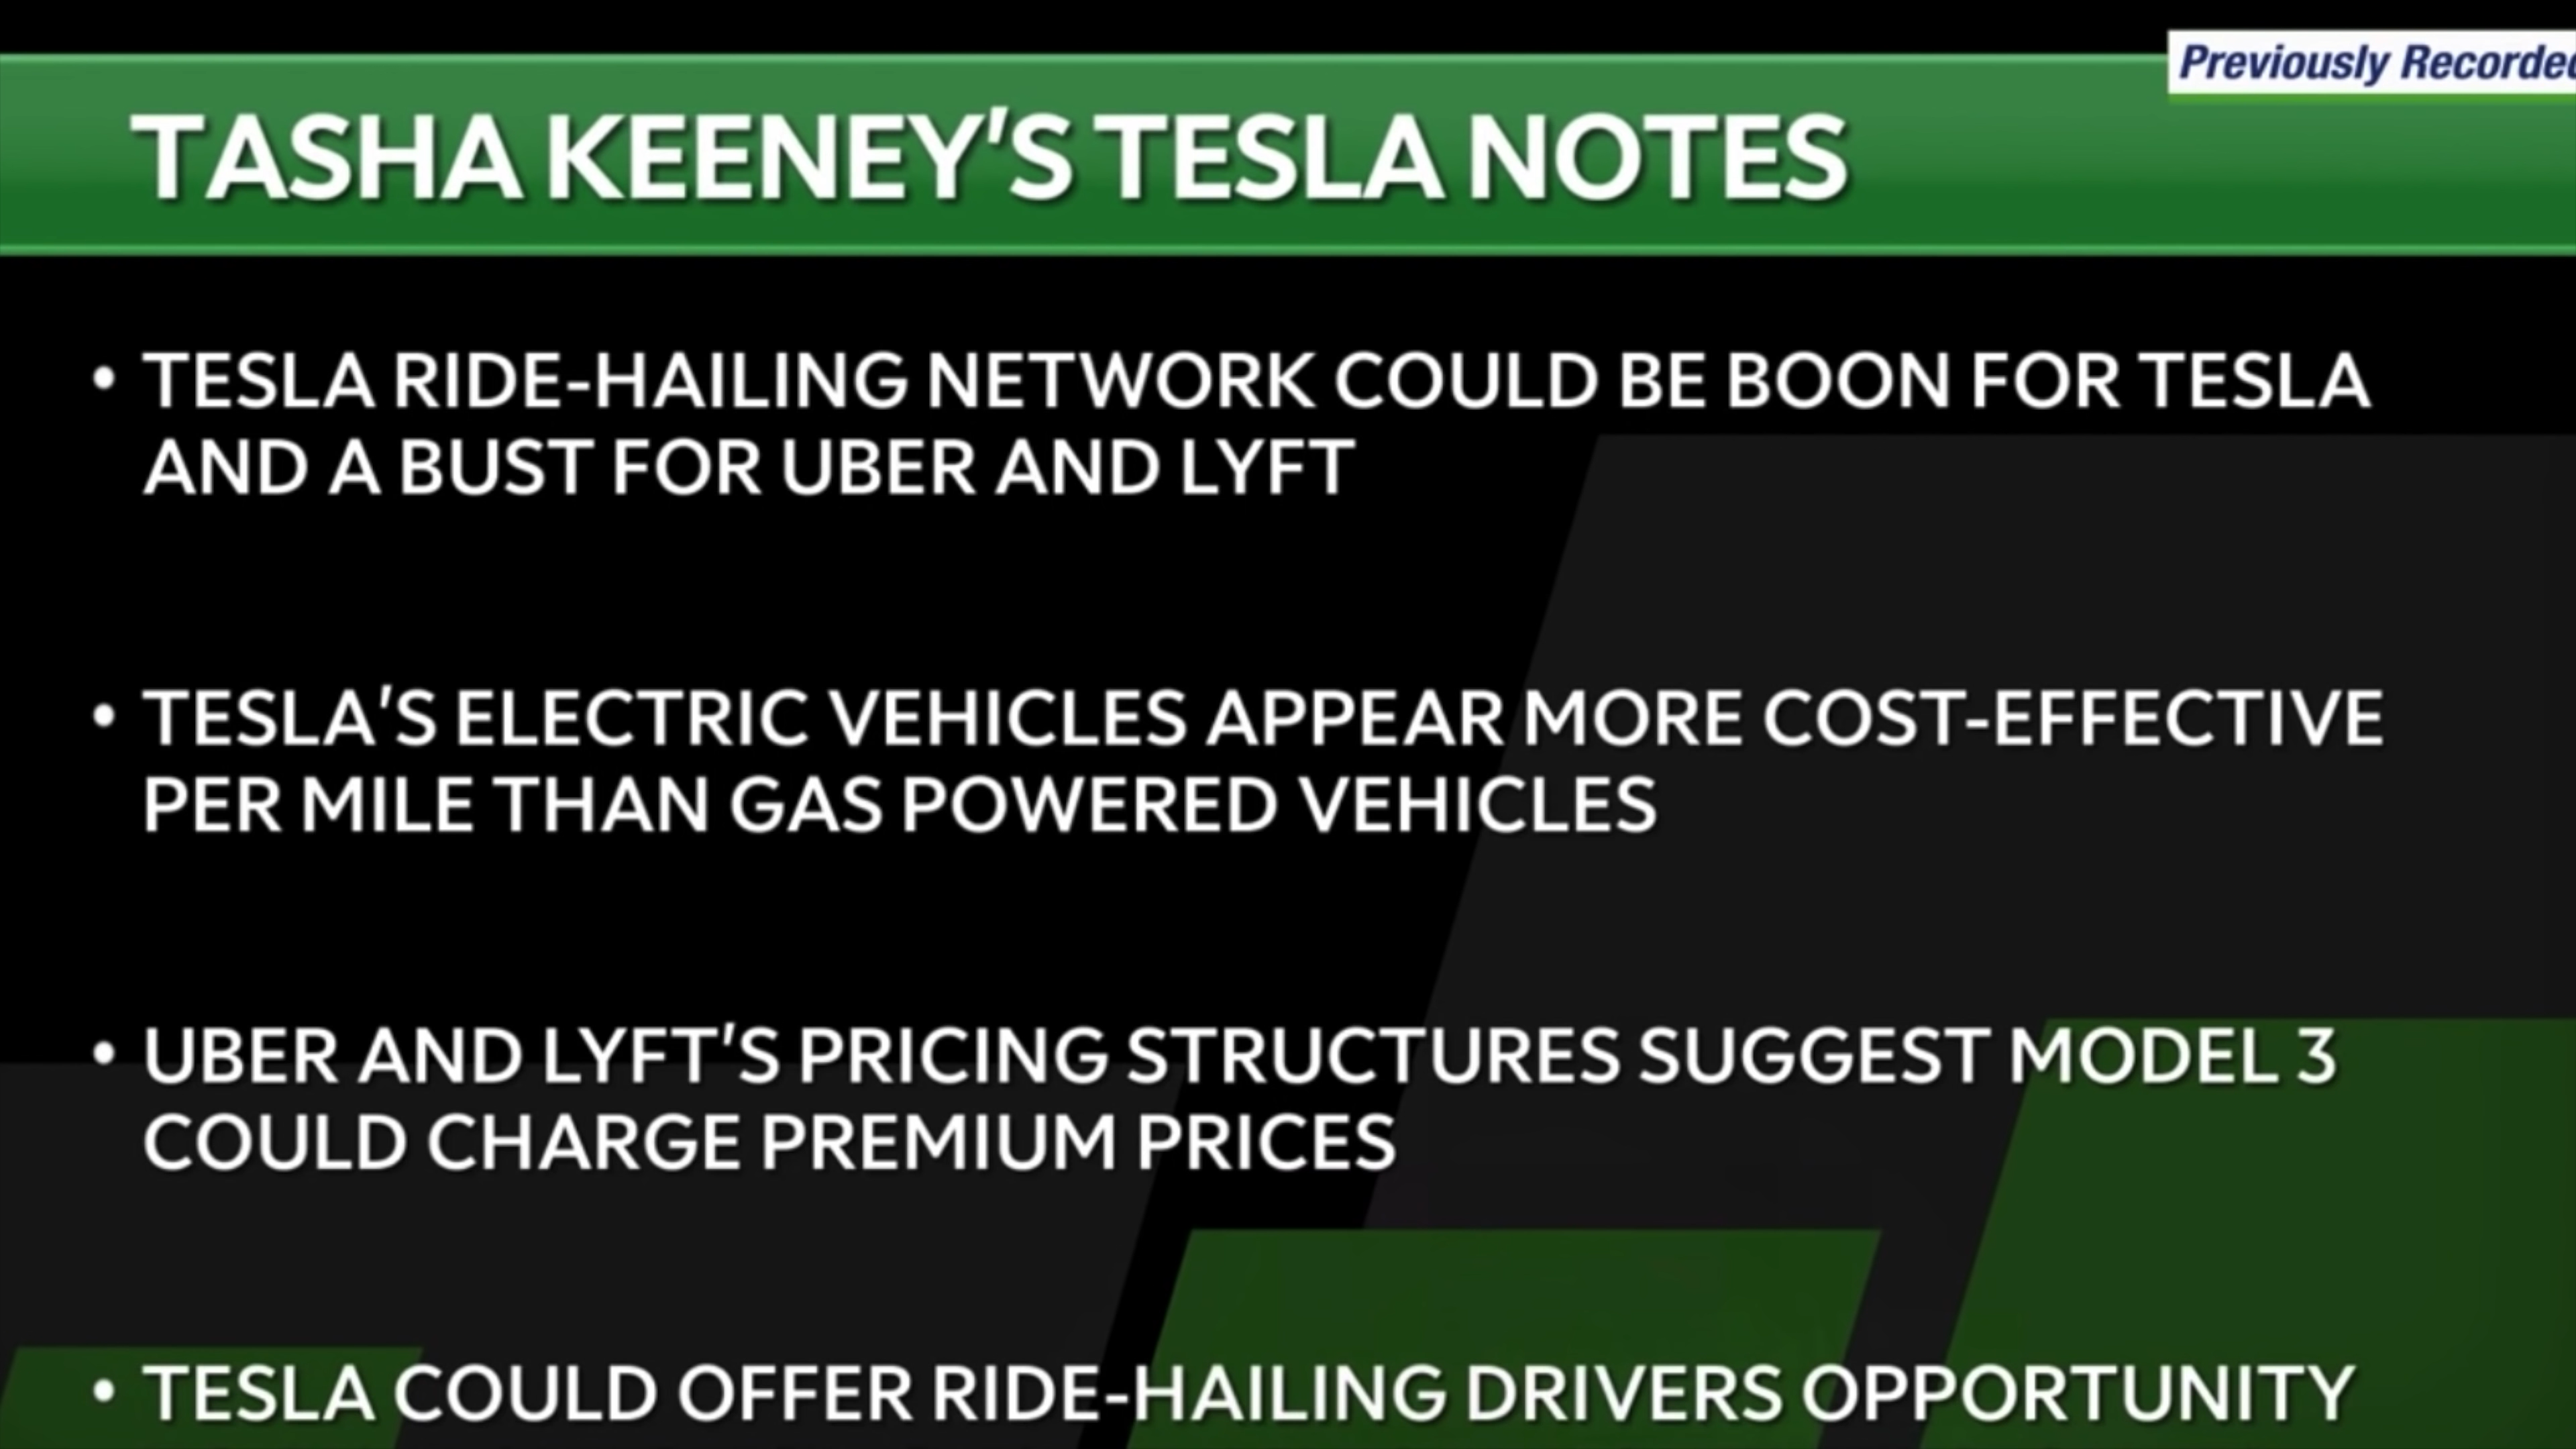 Previously Recorded
TASHA KEENEY'S TESLA NOTES
• TESLA RIDE-HAILING NETWORK COULD BE BOON FOR TESLA
AND A BUST FOR UBER AND LYFT
• TESLA'S ELECTRIC VEHICLES APPEAR MORE COST-EFFECTIVE
PER MILE THAN GAS POWERED VEHICLES
• UBER AND LYFT'S PRICING STRUCTURES SUGGEST MODEL 3
COULD CHARGE PREMIUM PRICES
• TESLA COULD OFFER RIDE-HAILING DRIVERS OPPORTUNITY